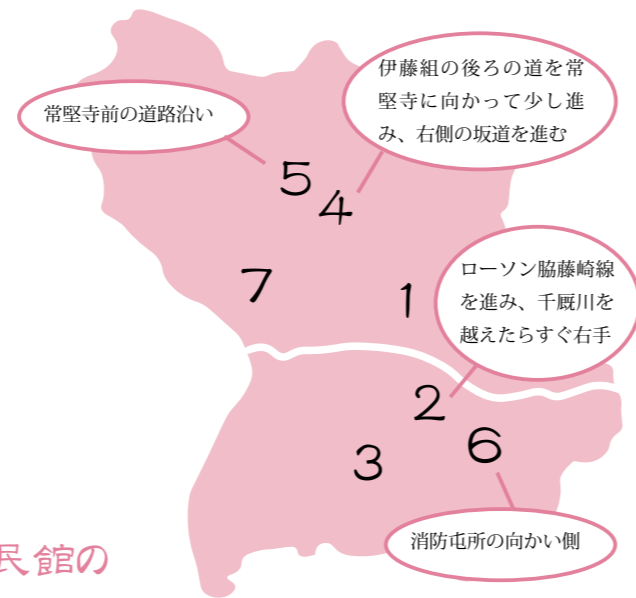 伊藤組の後ろの道を常
堅寺に向かって少し進
み、右側の坂道を進む
常堅寺前の道路沿い
5
4
7
1
ローソン脇藤崎線
を進み、千厩川を
越えたらすぐ右手
2
6
3
消防屯所の向かい側
民館の